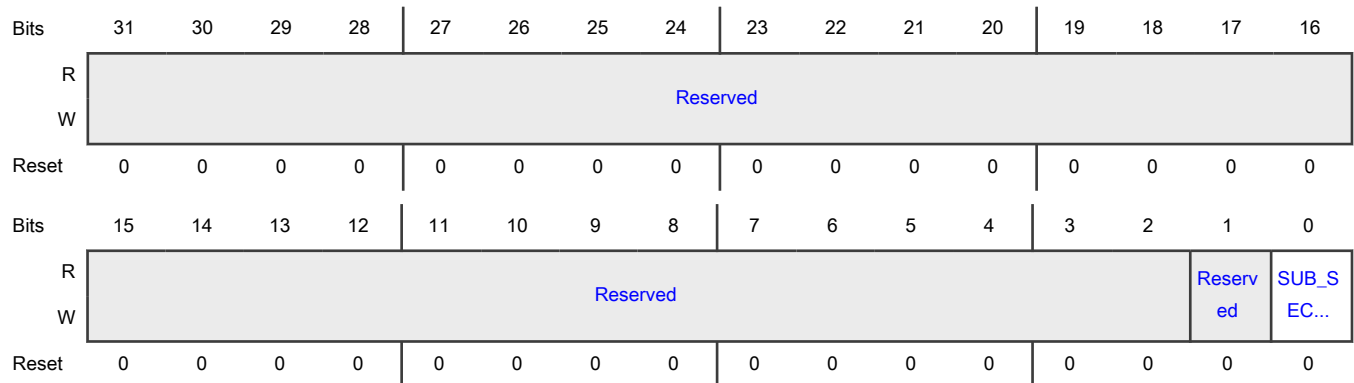 Bits 31 30 29 28 27 26 25 24 23 22 21 20 19 18 17 16
R
Reserved
W
Reset 0 0 0 0 0 0 0 0 0 0 0 0 0 0 0 0
Bits 15 14 13 12 11 10 9 8 7 6 5 4 3 2 1 0
R Reserv SUB_S
Reserved
W ed EC...
Reset 0 0 0 0 0 0 0 0 0 0 0 0 0 0 0 0